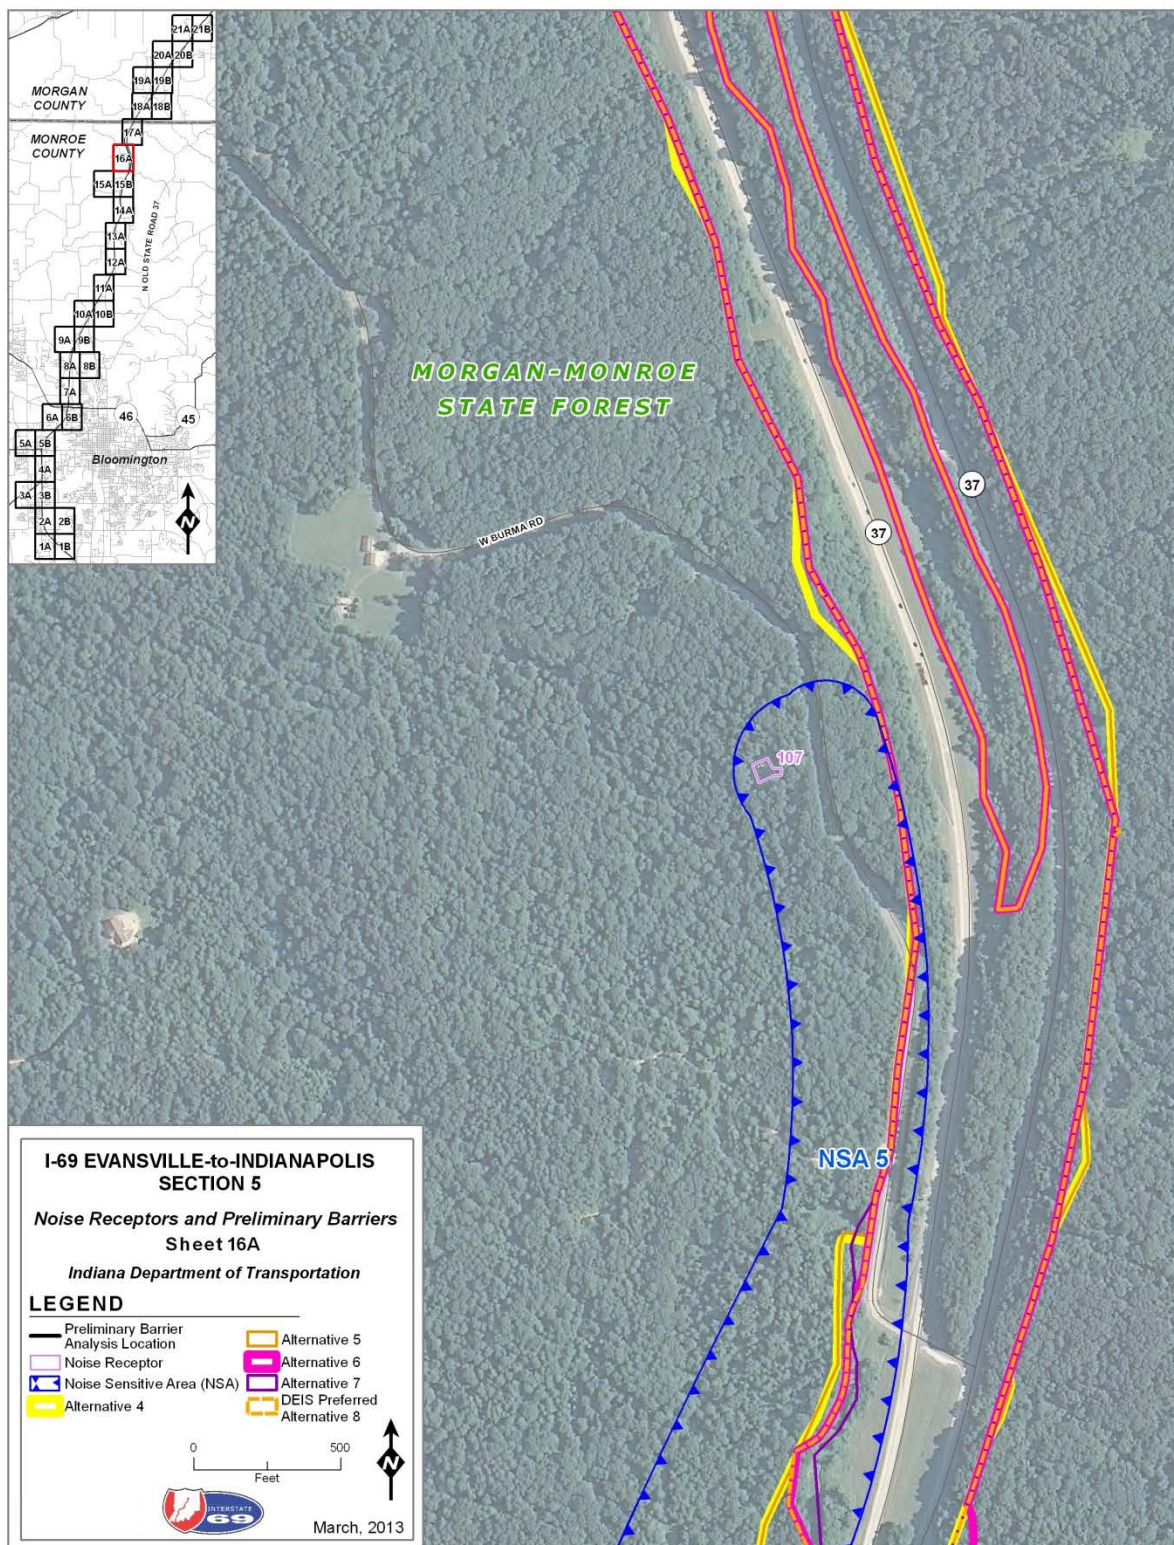 21A 21B
20A 20B
19A 19B
MORGAN
COUNTY
18A 18B
17A
MONROE
COUNTY
16A
15A 15B
14A
N OLD STATE ROAD 37
13A
12A
11A
10A 10B
9A 9B
8A 8B
7A
6A 6B
46
45
5A 5B
Bloomington
4A
3A 3B
2A 2B
1A 1B
N
MORGAN-MONROE
STATE FOREST
37
37
W BURMA RD
107
NSA 5
I-69 EVANSVILLE-to-INDIANAPOLIS
SECTION 5
Noise Receptors and Preliminary Barriers
Sheet 16A
Indiana Department of Transportation
LEGEND
Preliminary Barrier
Analysis Location
Noise Receptor
Noise Sensitive Area (NSA)
Alternative 4
Alternative 5
Alternative 6
Alternative 7
DEIS Preferred
Alternative 8
0 500
Feet
N
INTERSTATE
69
March, 2013